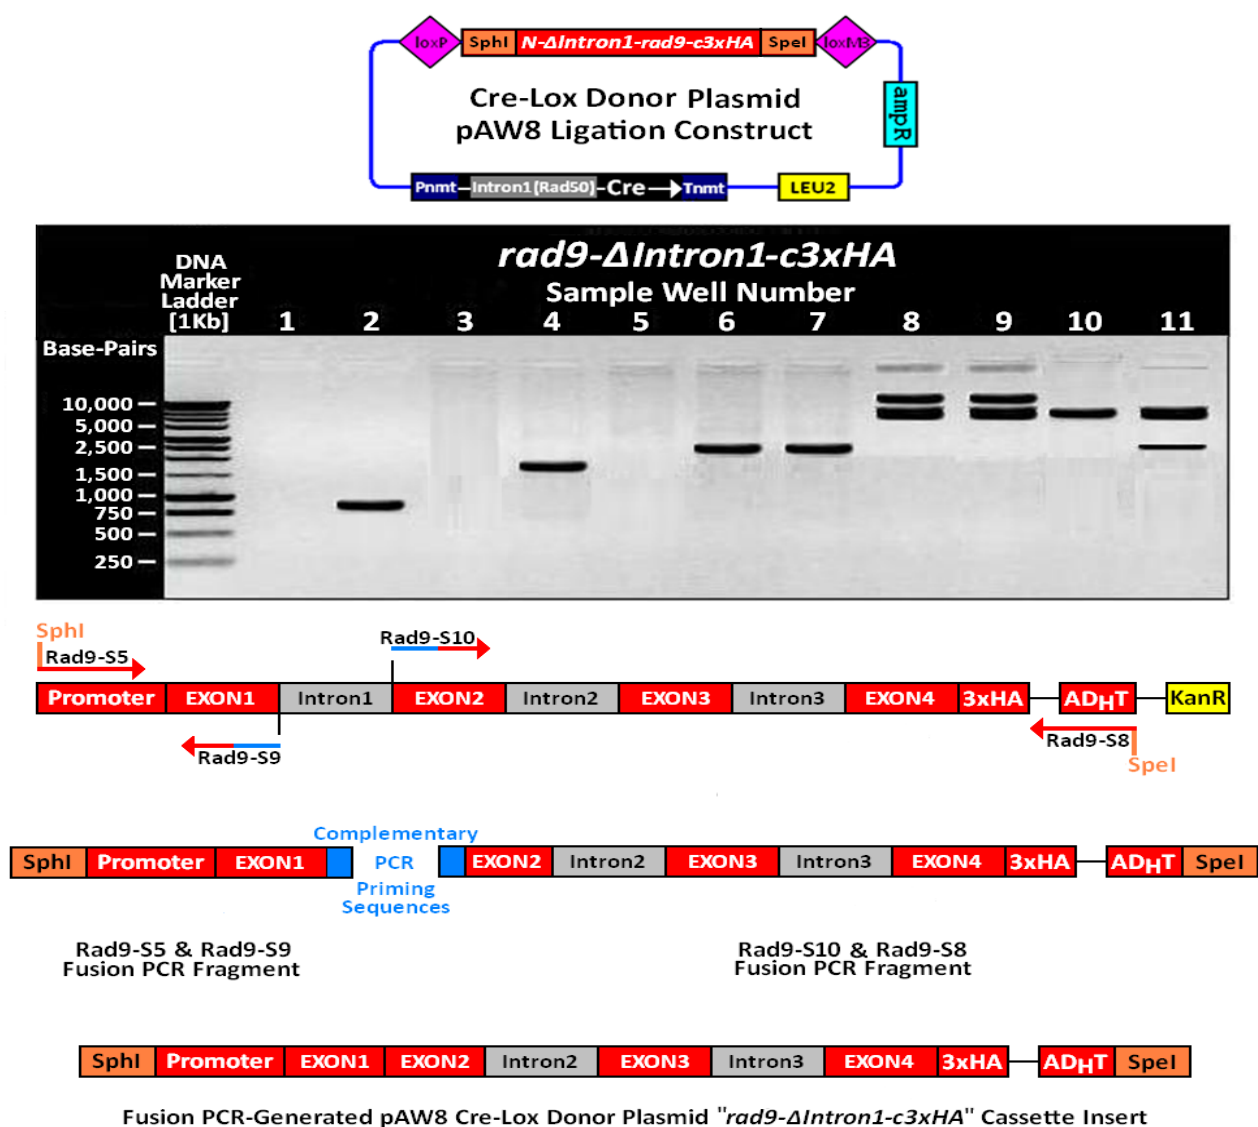 loxP SphI N-ΔIntron1-rad9-c3xHA SpeI loxM3
Cre-Lox Donor Plasmid
pAW8 Ligation Construct
ampR
Pnmt Intron1(Rad50) Cre Tnmt LEU2
rad9-ΔIntron1-c3xHA
Sample Well Number
DNA
Marker
Ladder
[1Kb] 1 2 3 4 5 6 7 8 9 10 11
Base-Pairs
10,000
5,000
2,500
1,500
1,000
750
500
250
SphI
Rad9-S5
Rad9-S10
Promoter EXON1 Intron1 EXON2 Intron2 EXON3 Intron3 EXON4 3xHA ADHT KanR
Rad9-S9
Rad9-S8
SpeI
Complementary
PCR
Priming
Sequences
SphI Promoter EXON1 EXON2 Intron2 EXON3 Intron3 EXON4 3xHA ADHT SpeI
Rad9-S5 & Rad9-S9
Fusion PCR Fragment
Rad9-S10 & Rad9-S8
Fusion PCR Fragment
SphI Promoter EXON1 EXON2 Intron2 EXON3 Intron3 EXON4 3xHA ADHT SpeI
Fusion PCR-Generated pAW8 Cre-Lox Donor Plasmid "rad9-ΔIntron1-c3xHA" Cassette Insert